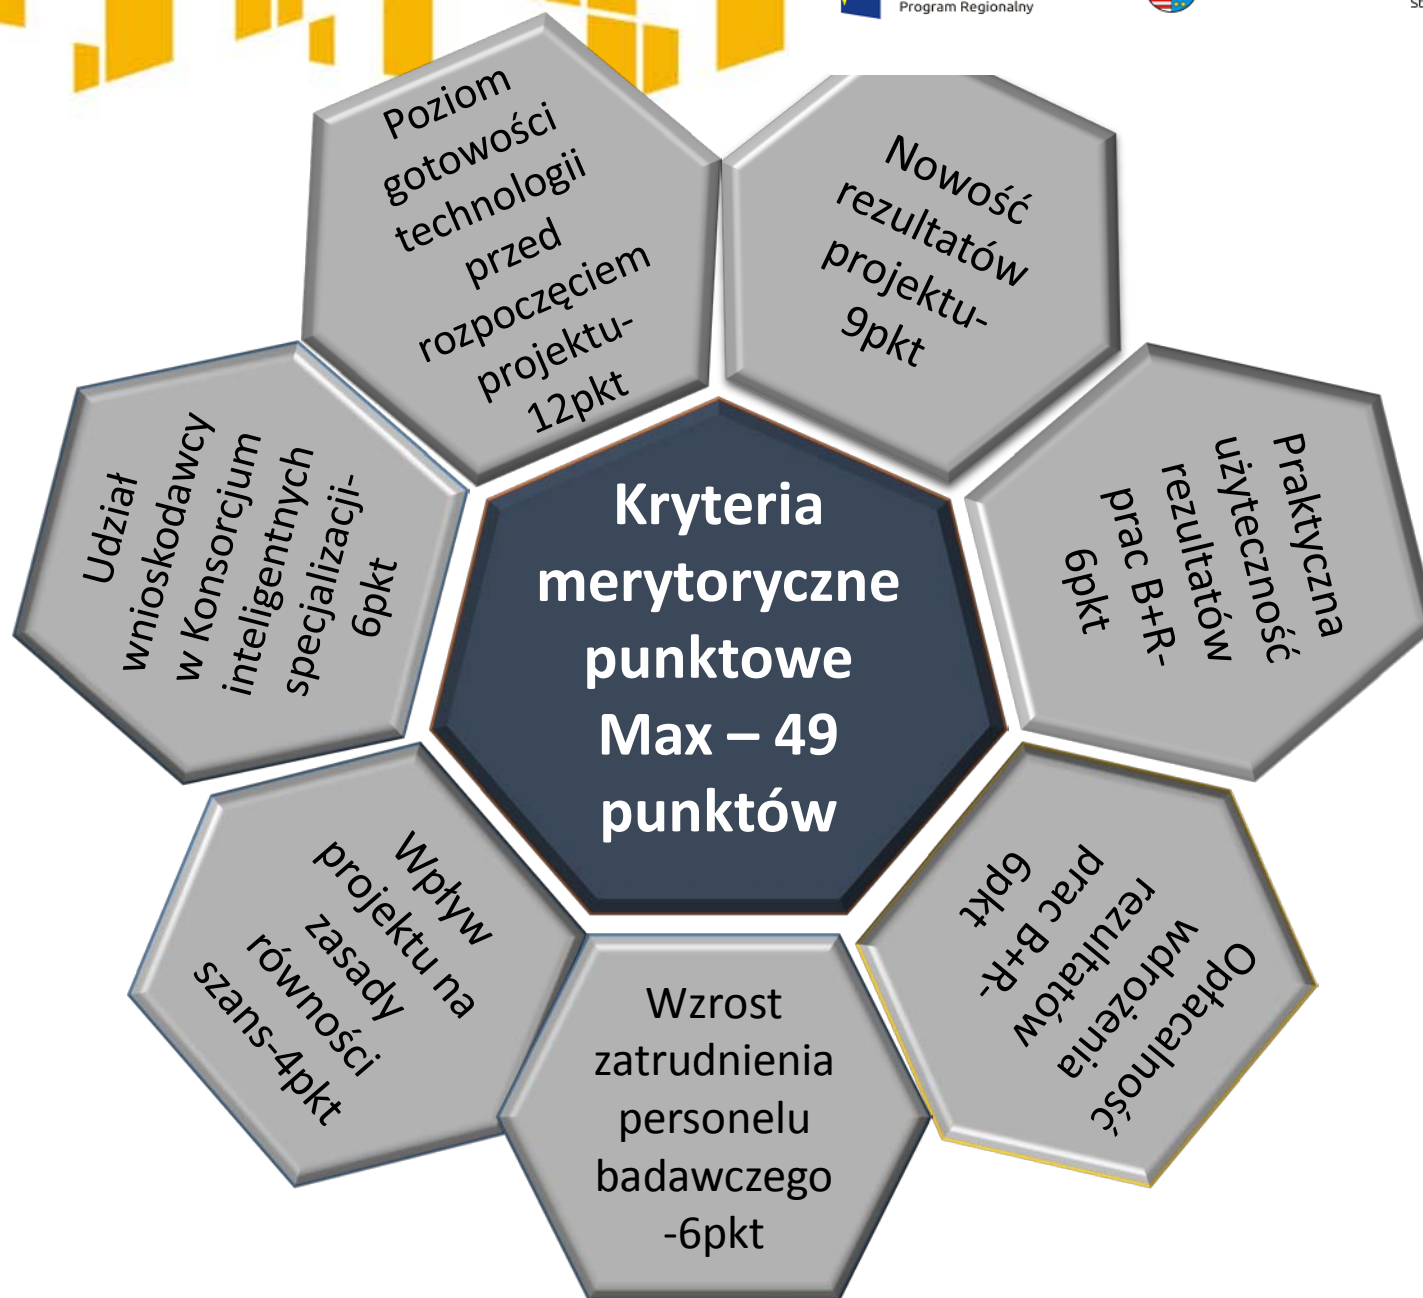 Program Regionalny
Poziom
gotowości
technologii
przed
rozpoczęciem
projektu-
12pkt
Nowość
rezultatów
projektu-
9pkt
Praktyczna
użyteczność
rezultatów
prac B+R-
6pkt
Opłacalność
wdrożenia
rezultatów
prac B+R-
6pkt
Wzrost
zatrudnienia
personelu
badawczego
-6pkt
Wpływ
projektu na
zasady
równości
szans-4pkt
Udział
wnioskodawcy
w Konsorcjum
inteligentnych
specjalizacji-
6pkt
Kryteria
merytoryczne
punktowe
Max – 49
punktów